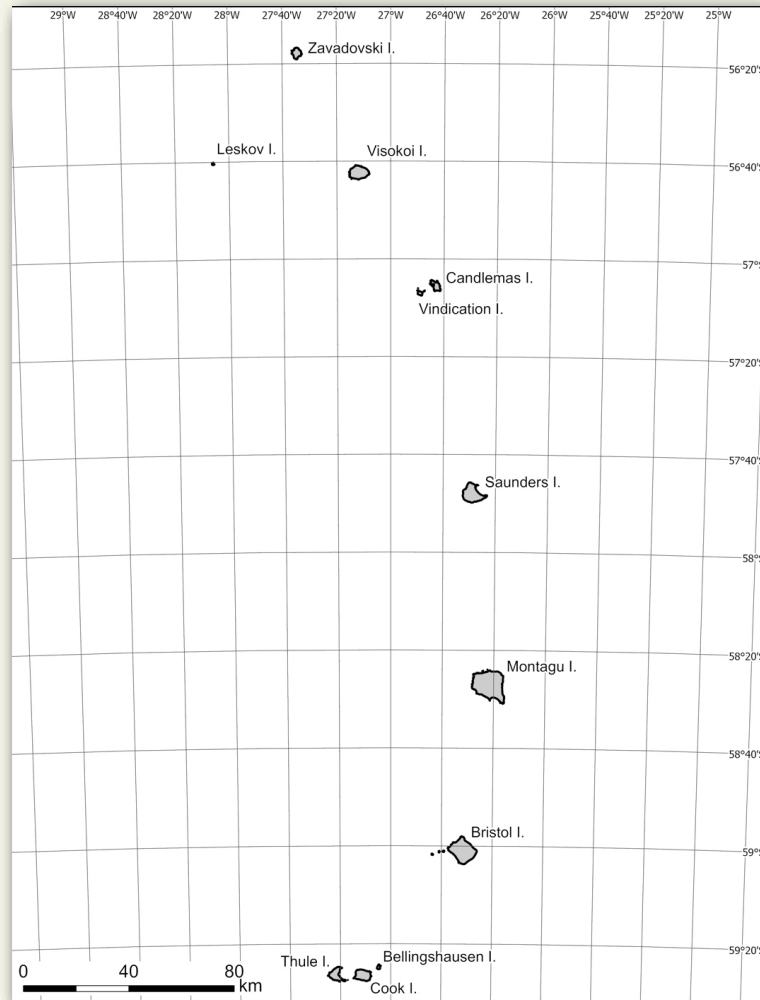 29°W 28°20'W 28°W 27°40'W 27°20'W 27°W 26°40'W 26°20'W 26°W 25°40'W 25°20'W 25°W
Zavadovski I.
56°20'S
Leskov I.
Visokoi I.
56°40'S
57°S
Candlemas I.
Vindication I.
57°20'S
57°40'S
Saunders I.
58°S
58°20'S
Montagu I.
58°40'S
Bristol I.
59°S
59°20'S
Thule I.
Bellingshausen I.
Cook I.
0 40 80
km